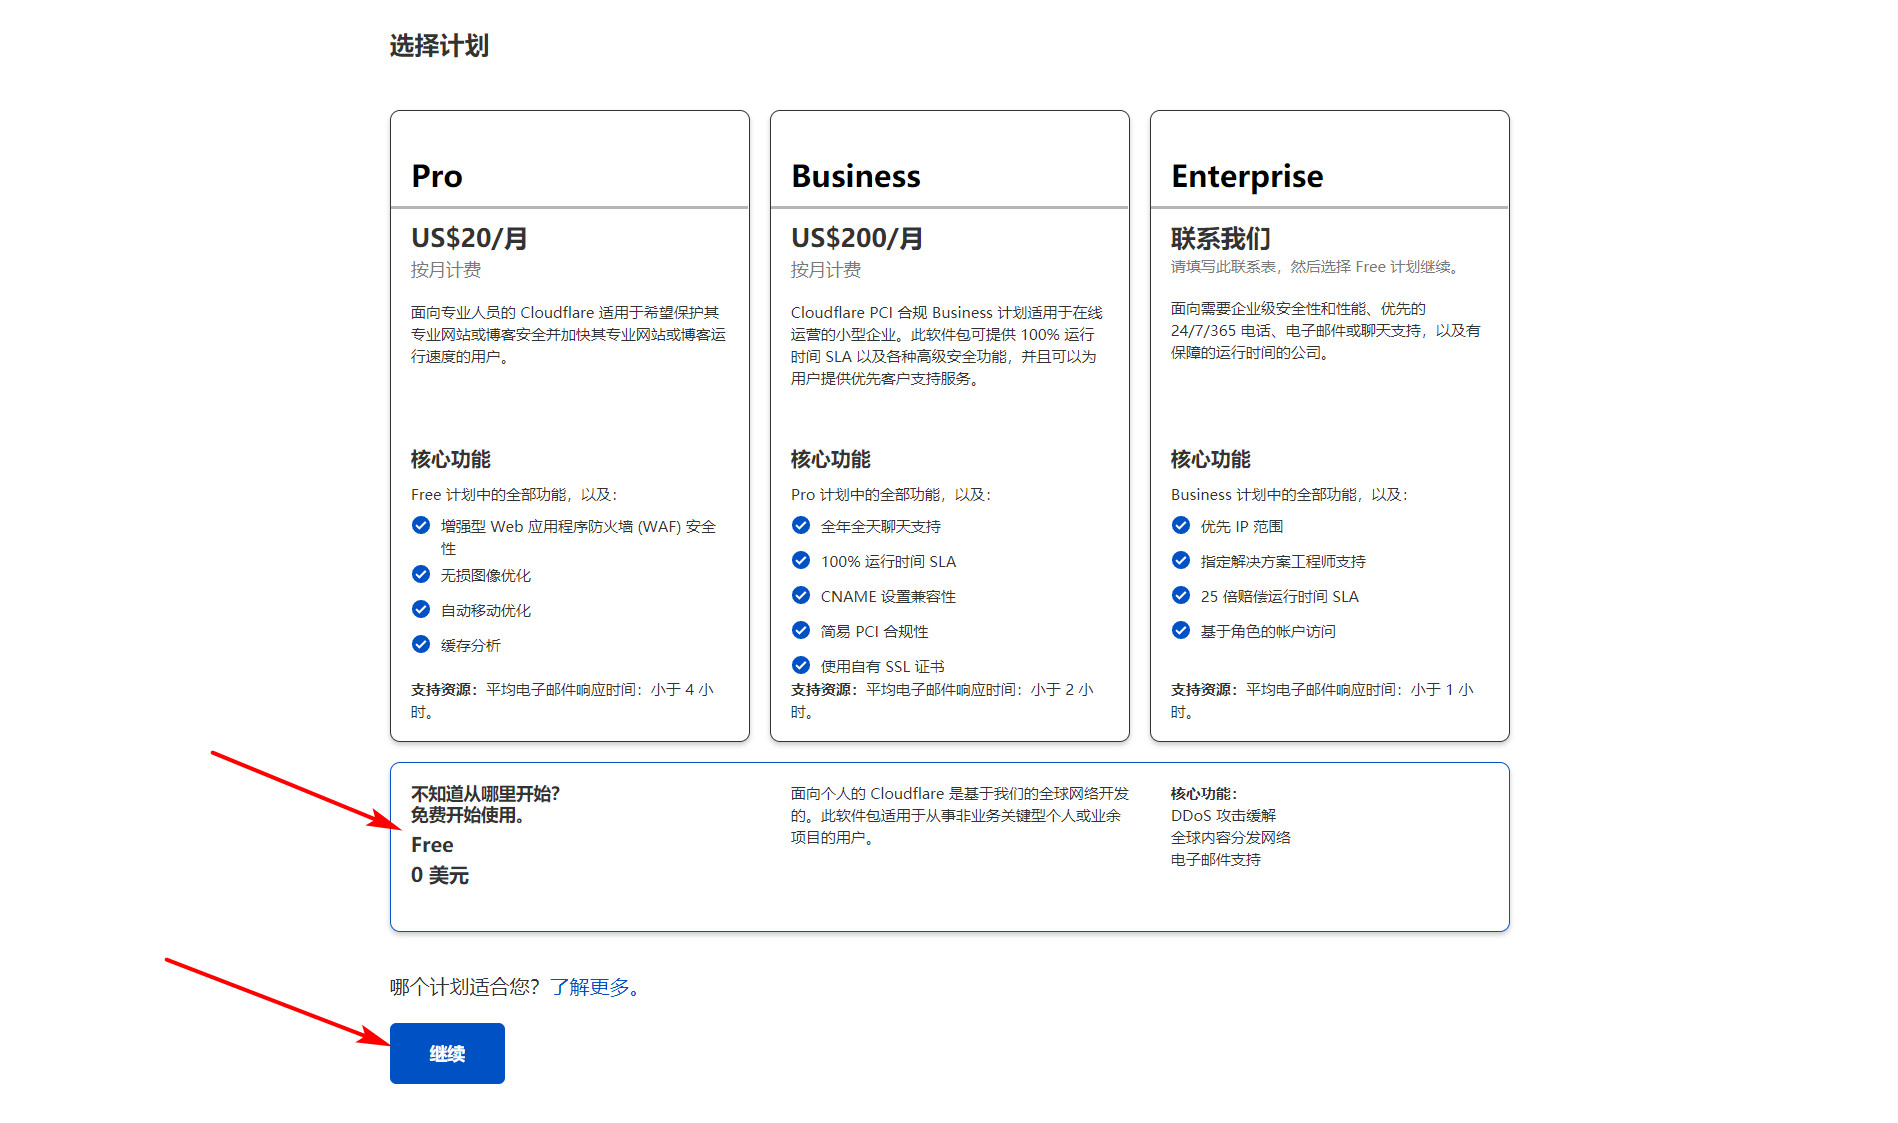 选择计划
Pro
US$20/月
按月计费
面向专业人员的 Cloudflare 适用于希望保护其
专业网站或博客安全并加快其专业网站或博客运
行速度的用户。
核心功能
Free 计划中的全部功能，以及：
增强型 Web 应用程序防火墙 (WAF) 安全
性
无损图像优化
自动移动优化
缓存分析
支持资源：平均电子邮件响应时间：小于 4 小
时。
Business
US$200/月
按月计费
Cloudflare PCI 合规 Business 计划适用于在线
运营的小型企业。此软件包可提供 100% 运行
时间 SLA 以及各种高级安全功能，并且可以为
用户提供优先客户支持服务。
核心功能
Pro 计划中的全部功能，以及：
全年全天聊天支持
100% 运行时间 SLA
CNAME 设置兼容性
简易 PCI 合规性
使用自有 SSL 证书
支持资源：平均电子邮件响应时间：小于 2 小
时。
Enterprise
联系我们
请填写此联系表，然后选择 Free 计划继续。
面向需要企业级安全性和性能、优先的
24/7/365 电话、电子邮件或聊天支持，以及有
保障的运行时间的公司。
核心功能
Business 计划中的全部功能，以及：
优先 IP 范围
指定解决方案工程师支持
25 倍赔偿运行时间 SLA
基于角色的帐户访问
支持资源：平均电子邮件响应时间：小于 1 小
时。
不知道从哪里开始？
免费开始使用。
Free
0 美元
面向个人的 Cloudflare 是基于我们的全球网络开发
的。此软件包适用于从事非业务关键型个人或业余
项目的用户。
核心功能：
DDoS 攻击缓解
全球内容分发网络
电子邮件支持
哪个计划适合您？了解更多。
继续